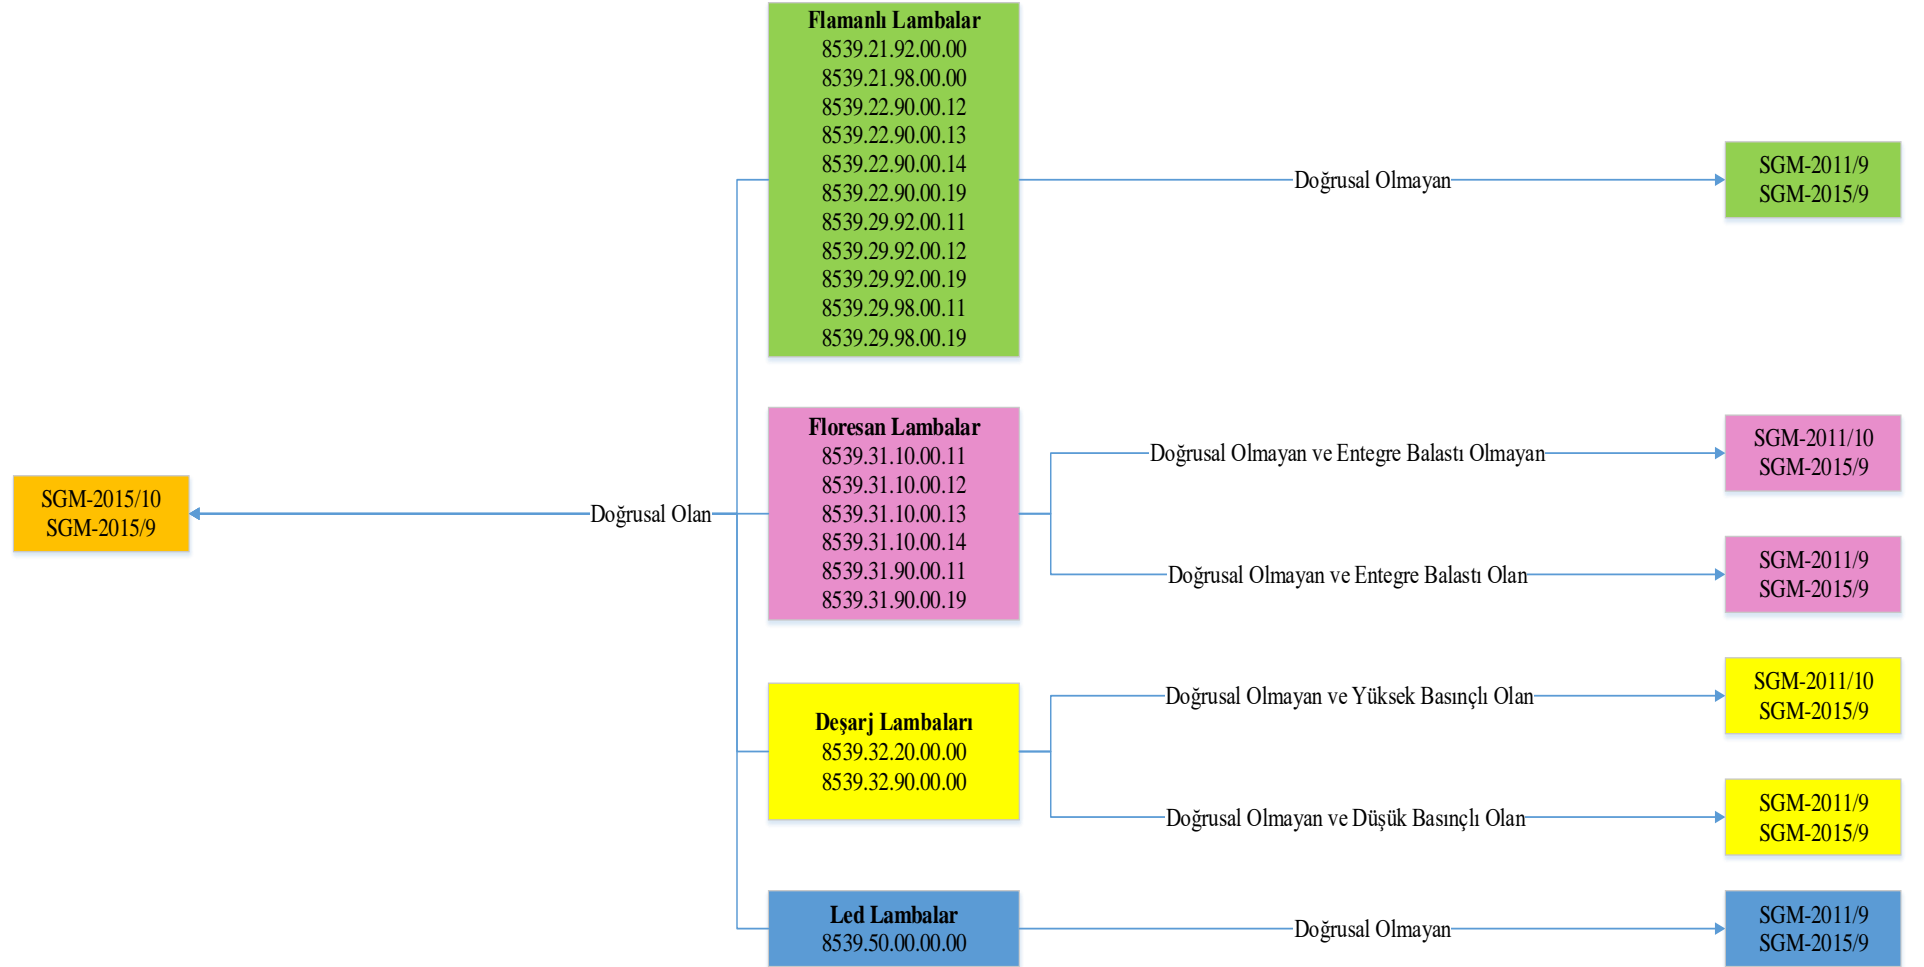 Flamanlı Lambalar
8539.21.92.00.00
8539.21.98.00.00
8539.22.90.00.12
8539.22.90.00.13
8539.22.90.00.14
8539.22.90.00.19
8539.29.92.00.11
8539.29.92.00.12
8539.29.92.00.19
8539.29.98.00.11
8539.29.98.00.19
Doğrusal Olmayan
SGM-2011/9
SGM-2015/9
SGM-2015/10
SGM-2015/9
Doğrusal Olan
Floresan Lambalar
8539.31.10.00.11
8539.31.10.00.12
8539.31.10.00.13
8539.31.10.00.14
8539.31.90.00.11
8539.31.90.00.19
Doğrusal Olmayan ve Entegre Balastı Olmayan
SGM-2011/10
SGM-2015/9
Doğrusal Olmayan ve Entegre Balastı Olan
SGM-2011/9
SGM-2015/9
Deşarj Lambaları
8539.32.20.00.00
8539.32.90.00.00
Doğrusal Olmayan ve Yüksek Basınçlı Olan
SGM-2011/10
SGM-2015/9
Doğrusal Olmayan ve Düşük Basınçlı Olan
SGM-2011/9
SGM-2015/9
Led Lambalar
8539.50.00.00.00
Doğrusal Olmayan
SGM-2011/9
SGM-2015/9